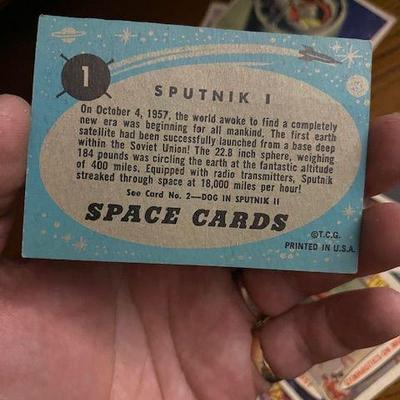 1
SPUTNIK I
On October 4, 1957, the world awoke to find a completely
new era was beginning for all mankind. The first earth
satellite had been successfully launched from a base deep
within the Soviet Union! The 22.8 inch sphere, weighing
184 pounds was circling the earth at the fantastic altitude
of 400 miles. Equipped with radio transmitters, Sputnik
streaked through space at 18,000 miles per hour!
See Card No. 2—DOG IN SPUTNIK II
SPACE CARDS
©T.C.G.
PRINTED IN U.S.A.